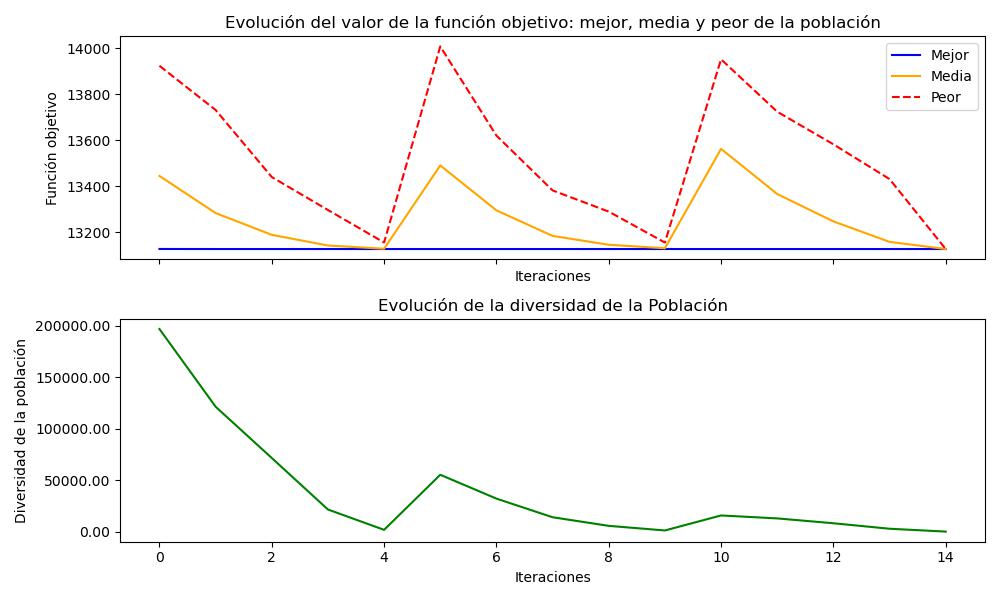 Evolución del valor de la función objetivo: mejor, media y peor de la población
14000
13800
13600
13400
13200
Función objetivo
Mejor
Media
Peor
Iteraciones
Evolución de la diversidad de la Población
200000.00
150000.00
100000.00
50000.00
0.00
Diversidad de la población
0 2 4 6 8 10 12 14
Iteraciones